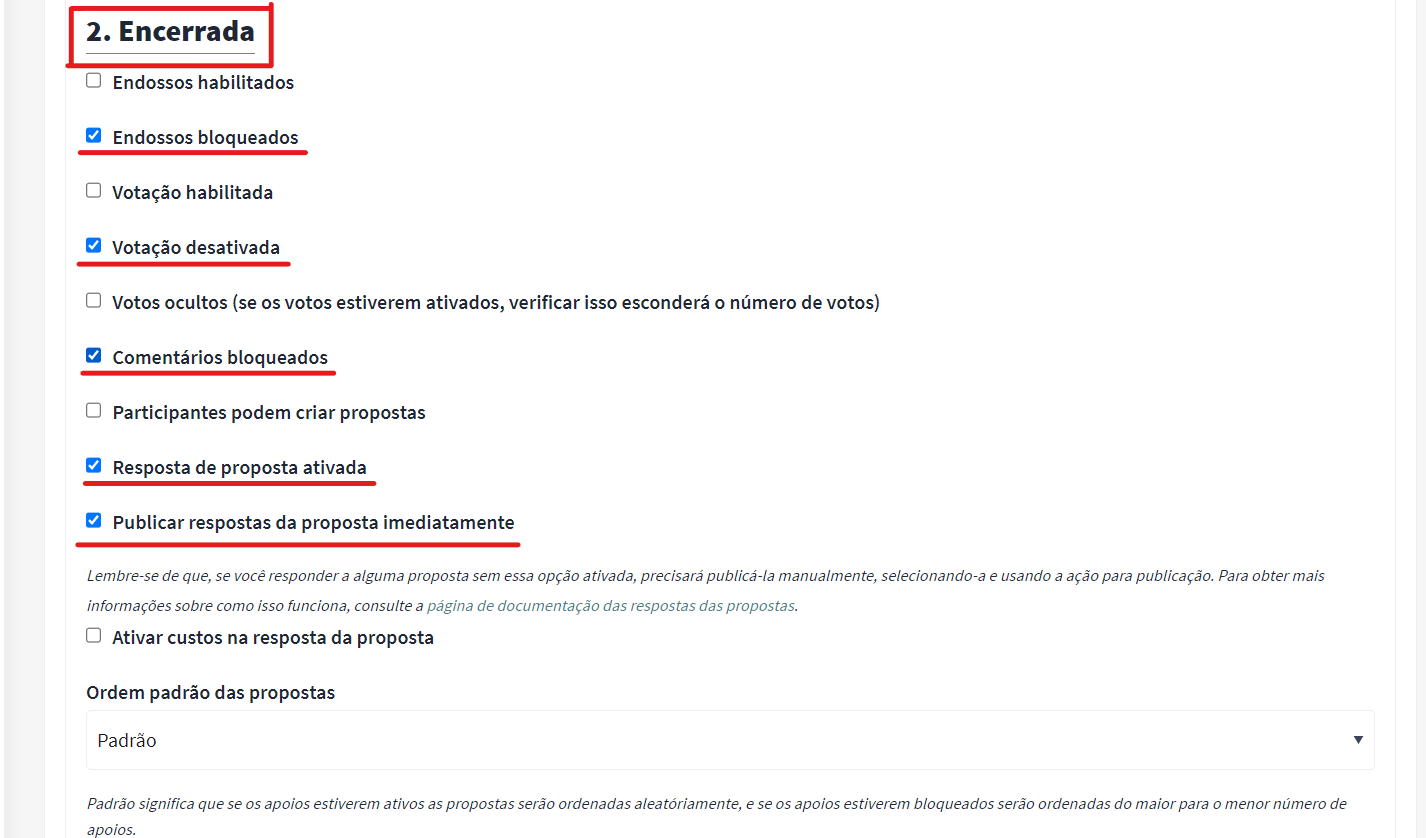 2. Encerrada
Endossos habilitados
Endossos bloqueados
Votação habilitada
Votação desativada
Votos ocultos (se os votos estiverem ativados, verificar isso esconderá o número de votos)
Comentários bloqueados
Participantes podem criar propostas
Resposta de proposta ativada
Publicar respostas da proposta imediatamente
Lembre-se de que, se você responder a alguma proposta sem essa opção ativada, precisará publicá-la manualmente, selecionando-a e usando a ação para publicação. Para obter mais
informações sobre como isso funciona, consulte a página de documentação das respostas das propostas.
Ativar custos na resposta da proposta
Ordem padrão das propostas
Padrão
Padrão significa que se os apoios estiverem ativos as propostas serão ordenadas aleatóriamente, e se os apoios estiverem bloqueados serão ordenadas do maior para o menor número de
apoios.